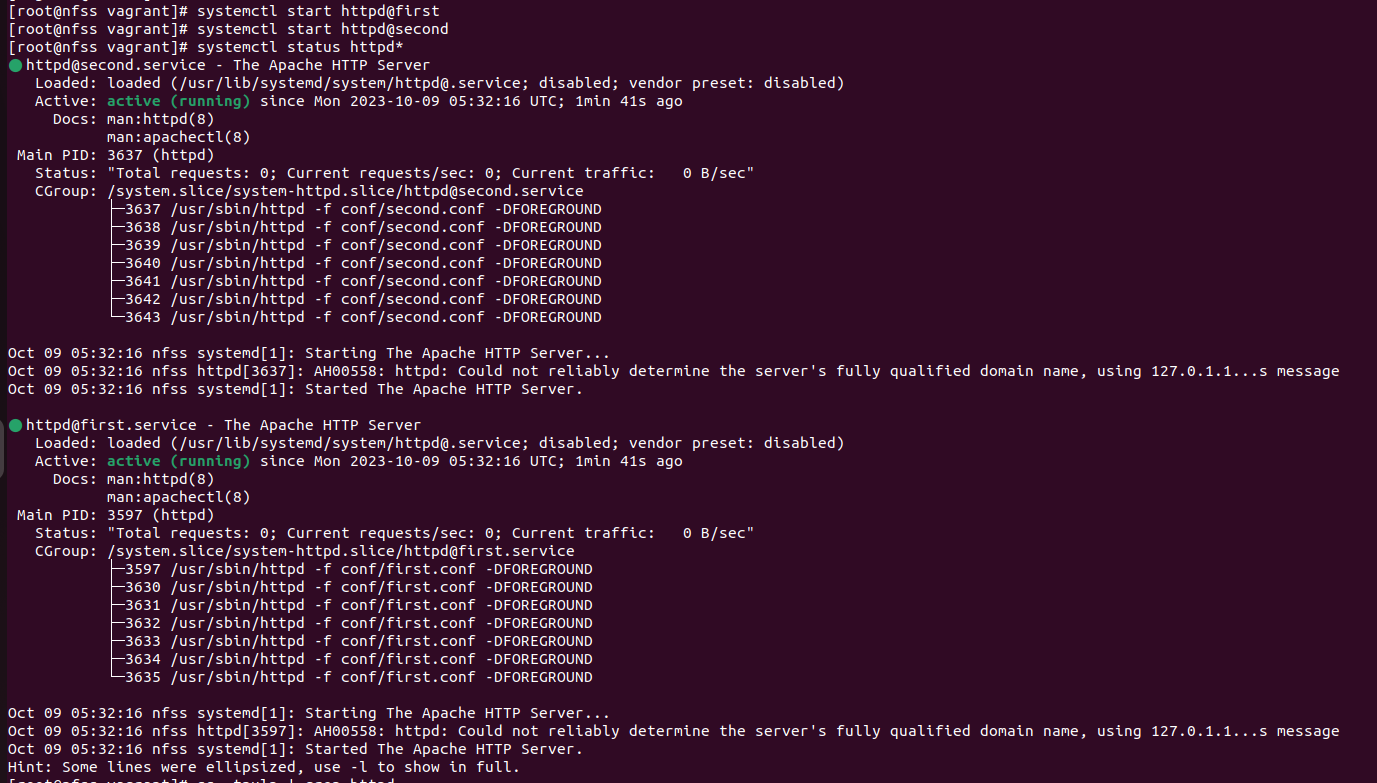 [root@nfss vagrant]# systemctl start httpd@first
[root@nfss vagrant]# systemctl start httpd@second
[root@nfss vagrant]# systemctl status httpd*
● httpd@second.service - The Apache HTTP Server
   Loaded: loaded (/usr/lib/systemd/system/httpd@.service; disabled; vendor preset: disabled)
   Active: active (running) since Mon 2023-10-09 05:32:16 UTC; 1min 41s ago
     Docs: man:httpd(8)
           man:apachectl(8)
 Main PID: 3637 (httpd)
   Status: "Total requests: 0; Current requests/sec: 0; Current traffic:   0 B/sec"
   CGroup: /system.slice/system-httpd.slice/httpd@second.service
           ├─3637 /usr/sbin/httpd -f conf/second.conf -DFOREGROUND
           ├─3638 /usr/sbin/httpd -f conf/second.conf -DFOREGROUND
           ├─3639 /usr/sbin/httpd -f conf/second.conf -DFOREGROUND
           ├─3640 /usr/sbin/httpd -f conf/second.conf -DFOREGROUND
           ├─3641 /usr/sbin/httpd -f conf/second.conf -DFOREGROUND
           ├─3642 /usr/sbin/httpd -f conf/second.conf -DFOREGROUND
           └─3643 /usr/sbin/httpd -f conf/second.conf -DFOREGROUND

Oct 09 05:32:16 nfss systemd[1]: Starting The Apache HTTP Server...
Oct 09 05:32:16 nfss httpd[3637]: AH00558: httpd: Could not reliably determine the server's fully qualified domain name, using 127.0.1.1...s message
Oct 09 05:32:16 nfss systemd[1]: Started The Apache HTTP Server.

● httpd@first.service - The Apache HTTP Server
   Loaded: loaded (/usr/lib/systemd/system/httpd@.service; disabled; vendor preset: disabled)
   Active: active (running) since Mon 2023-10-09 05:32:16 UTC; 1min 41s ago
     Docs: man:httpd(8)
           man:apachectl(8)
 Main PID: 3597 (httpd)
   Status: "Total requests: 0; Current requests/sec: 0; Current traffic:   0 B/sec"
   CGroup: /system.slice/system-httpd.slice/httpd@first.service
           ├─3597 /usr/sbin/httpd -f conf/first.conf -DFOREGROUND
           ├─3630 /usr/sbin/httpd -f conf/first.conf -DFOREGROUND
           ├─3631 /usr/sbin/httpd -f conf/first.conf -DFOREGROUND
           ├─3632 /usr/sbin/httpd -f conf/first.conf -DFOREGROUND
           ├─3633 /usr/sbin/httpd -f conf/first.conf -DFOREGROUND
           ├─3634 /usr/sbin/httpd -f conf/first.conf -DFOREGROUND
           └─3635 /usr/sbin/httpd -f conf/first.conf -DFOREGROUND

Oct 09 05:32:16 nfss systemd[1]: Starting The Apache HTTP Server...
Oct 09 05:32:16 nfss httpd[3597]: AH00558: httpd: Could not reliably determine the server's fully qualified domain name, using 127.0.1.1...s message
Oct 09 05:32:16 nfss systemd[1]: Started The Apache HTTP Server.
Hint: Some lines were ellipsized, use -l to show in full.
[root@nfss vagrant]#